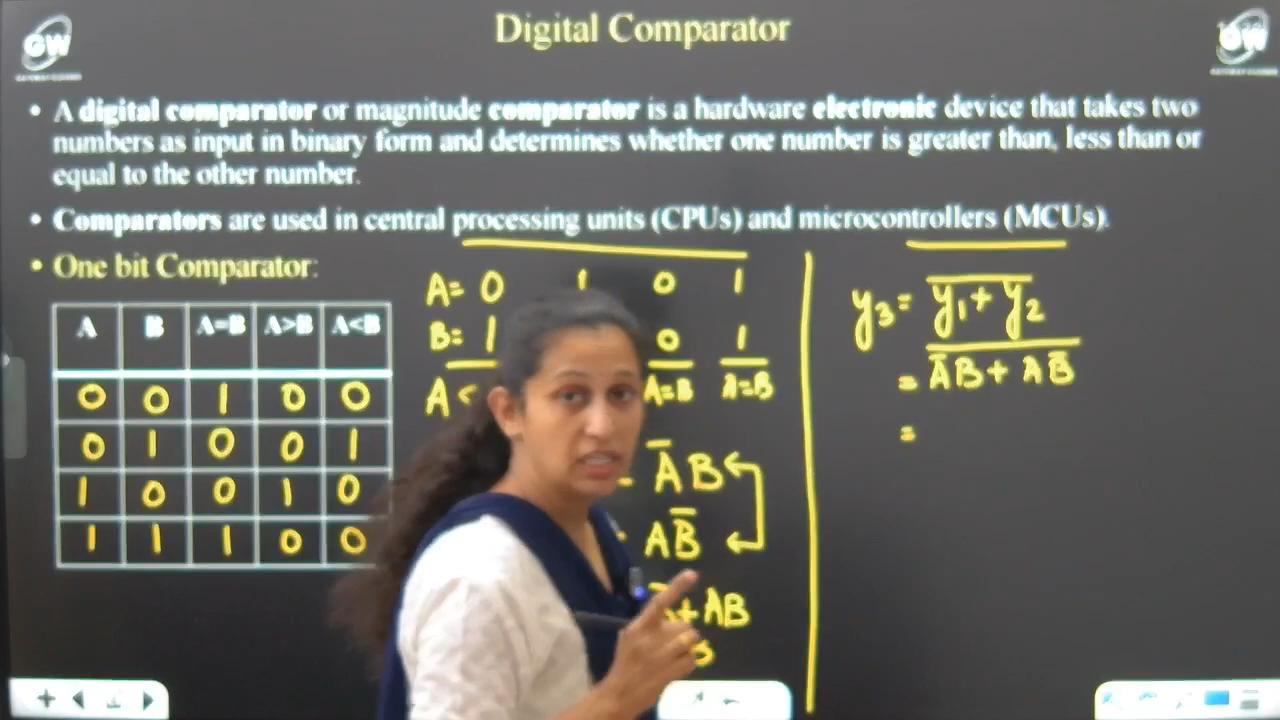 GW
Digital Comparator
• A digital comparator or magnitude comparator is a hardware electronic device that takes two
numbers as input in binary form and determines whether one number is greater than, less than or
equal to the other number.
• Comparators are used in central processing units (CPUs) and microcontrollers (MCUs).
• One bit Comparator:
A B A=B A>B A<B
0 0 1 0 0
0 1 0 0 1
1 0 0 1 0
1 1 1 0 0
A= 0 1 0 1
B= 1 0 1
A< A=B A=B
A̅B
AB̅
+ AB
y₃ = \overline{y₁ + y₂}
= \overline{A̅B + AB̅}
=